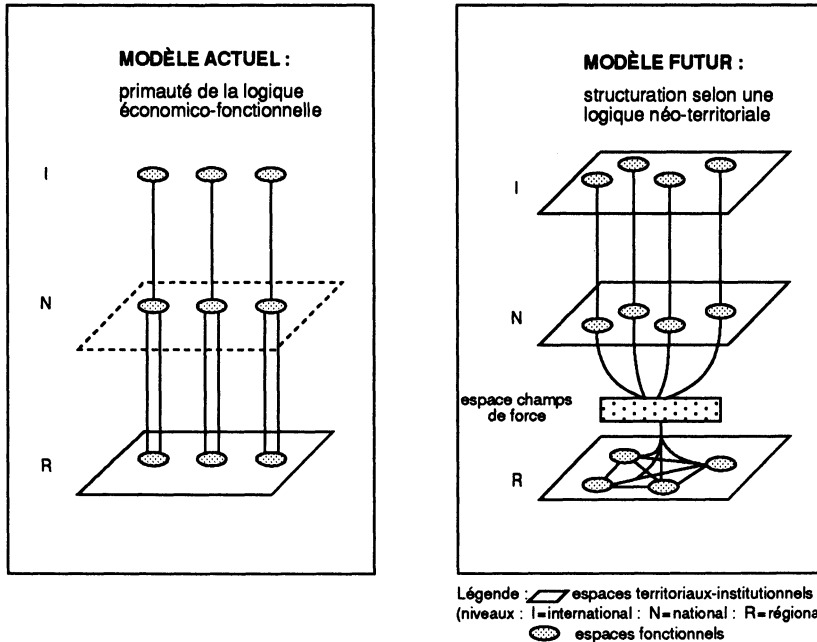 MODÈLE ACTUEL :
primauté de la logique
économico-fonctionnelle
I
N
R
MODÈLE FUTUR :
structuration selon une
logique néo-territoriale
I
N
espace champs
de force
R
Légende : espaces territoriaux-institutionnels
(niveaux : I=international : N=national : R=régiona
espaces fonctionnels